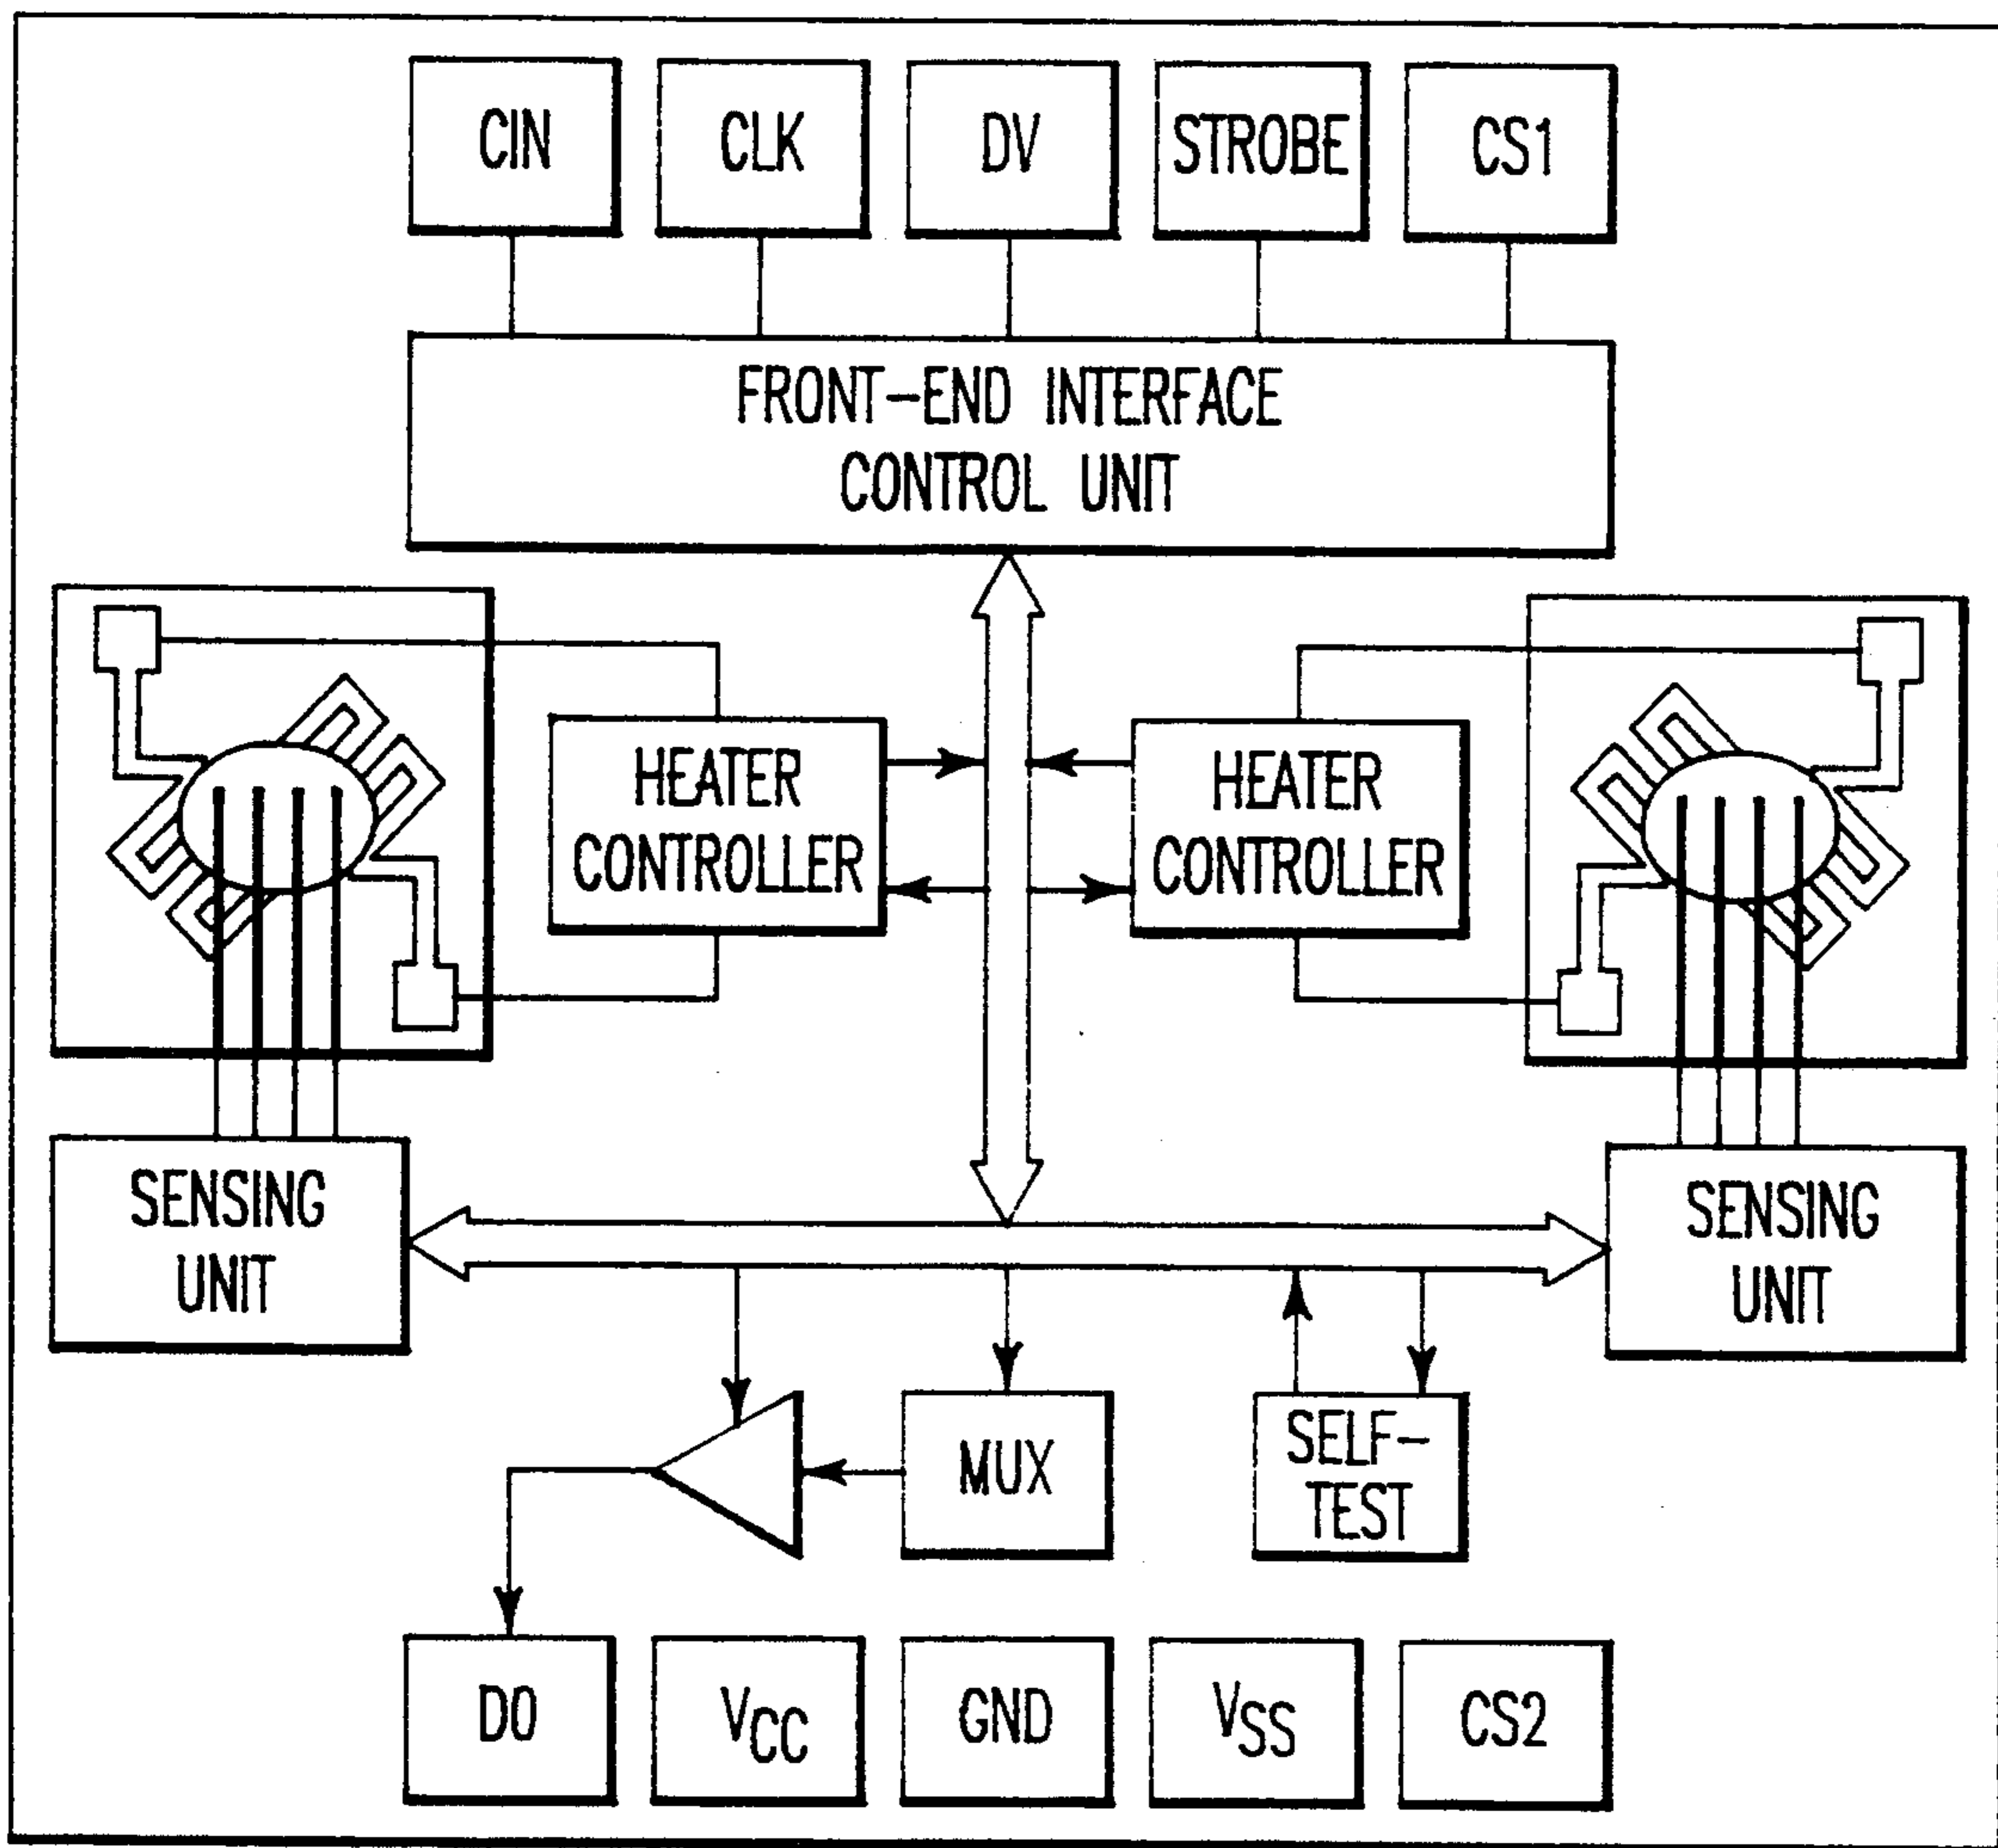 CIN
CLK
DV
STROBE
CS1
FRONT-END INTERFACE
CONTROL UNIT
HEATER
CONTROLLER
HEATER
CONTROLLER
SENSING
UNIT
SENSING
UNIT
MUX
SELF-
TEST
DO
VCC
GND
VSS
CS2